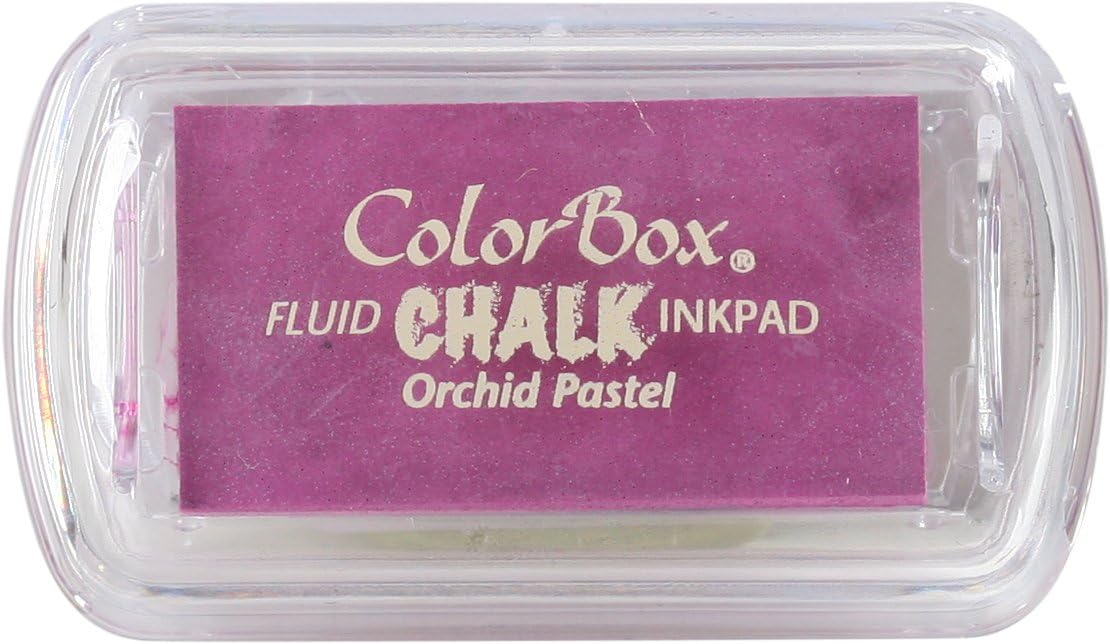 ColorBox®
FLUID CHALK INKPAD
Orchid Pastel